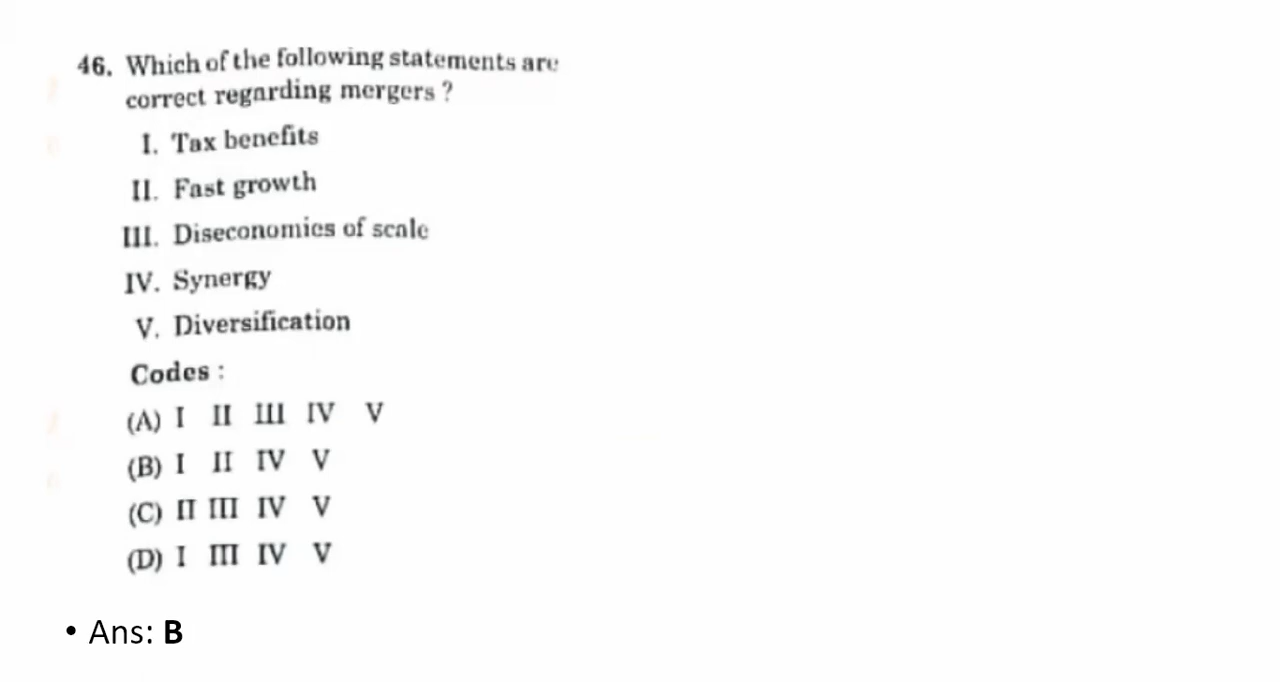 46. Which of the following statements are
correct regarding mergers ?
I. Tax benefits
II. Fast growth
III. Diseconomies of scale
IV. Synergy
V. Diversification
Codes :
(A) I II III IV V
(B) I II IV V
(C) II III IV V
(D) I III IV V
• Ans: B